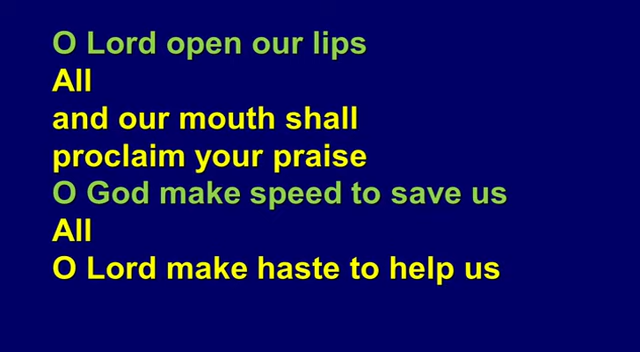 O Lord open our lips
All
and our mouth shall
proclaim your praise
O God make speed to save us
All
O Lord make haste to help us